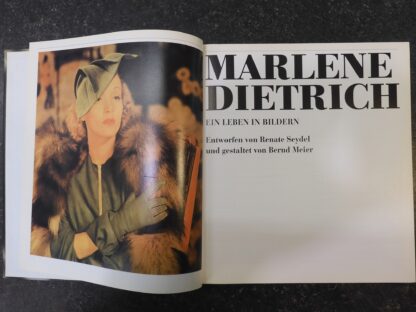 MARLENE
DIETRICH
EIN LEBEN IN BILDERN
Entworfen von Renate Seydel
und gestaltet von Bernd Meier